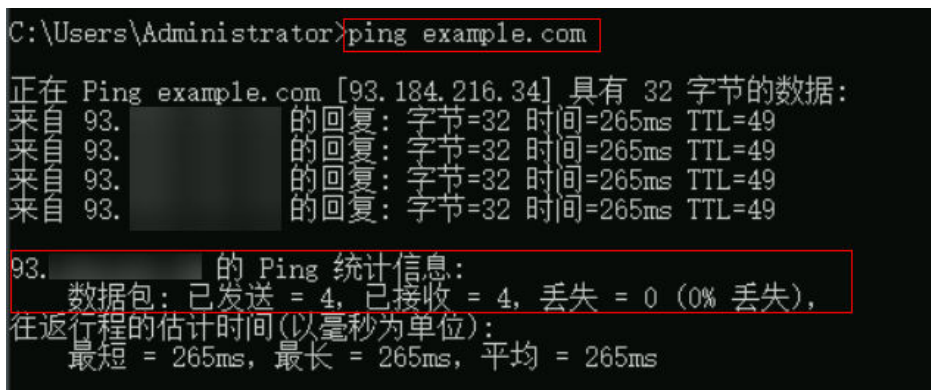 C:\Users\Administrator>ping example.com
正在 Ping example.com [93.184.216.34] 具有 32 字节的数据:
来自 93. 的回复: 字节=32 时间=265ms TTL=49
来自 93. 的回复: 字节=32 时间=265ms TTL=49
来自 93. 的回复: 字节=32 时间=265ms TTL=49
来自 93. 的回复: 字节=32 时间=265ms TTL=49
93. 的 Ping 统计信息:
数据包: 已发送 = 4, 已接收 = 4, 丢失 = 0 (0% 丢失),
往返行程的估计时间(以毫秒为单位):
最短 = 265ms, 最长 = 265ms, 平均 = 265ms